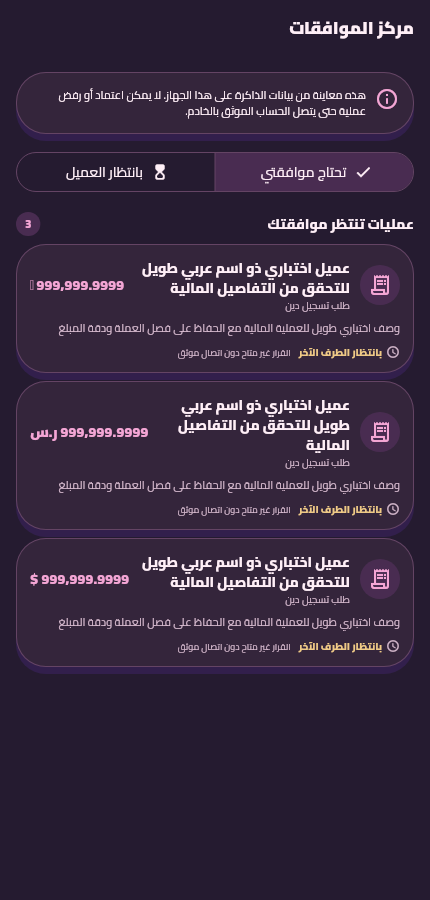 مركز الموافقات
هذه معاينة من بيانات الذاكرة على هذا الجهاز. لا يمكن اعتماد أو رفض
عملية حتى يتصل الحساب الموثق بالخادم.
تحتاج موافقتي
بانتظار العميل
عمليات تنتظر موافقتك
3
عميل اختباري ذو اسم عربي طويل
للتحقق من التفاصيل المالية
999,999.9999
طلب تسجيل دين
وصف اختباري طويل للعملية المالية مع الحفاظ على فصل العملة ودقة المبلغ
بانتظار الطرف الآخر
القرار غير متاح دون اتصال موثق
عميل اختباري ذو اسم عربي
طويل للتحقق من التفاصيل
المالية
999,999.9999 ر.س
طلب تسجيل دين
وصف اختباري طويل للعملية المالية مع الحفاظ على فصل العملة ودقة المبلغ
بانتظار الطرف الآخر
القرار غير متاح دون اتصال موثق
عميل اختباري ذو اسم عربي طويل
للتحقق من التفاصيل المالية
$ 999,999.9999
طلب تسجيل دين
وصف اختباري طويل للعملية المالية مع الحفاظ على فصل العملة ودقة المبلغ
بانتظار الطرف الآخر
القرار غير متاح دون اتصال موثق